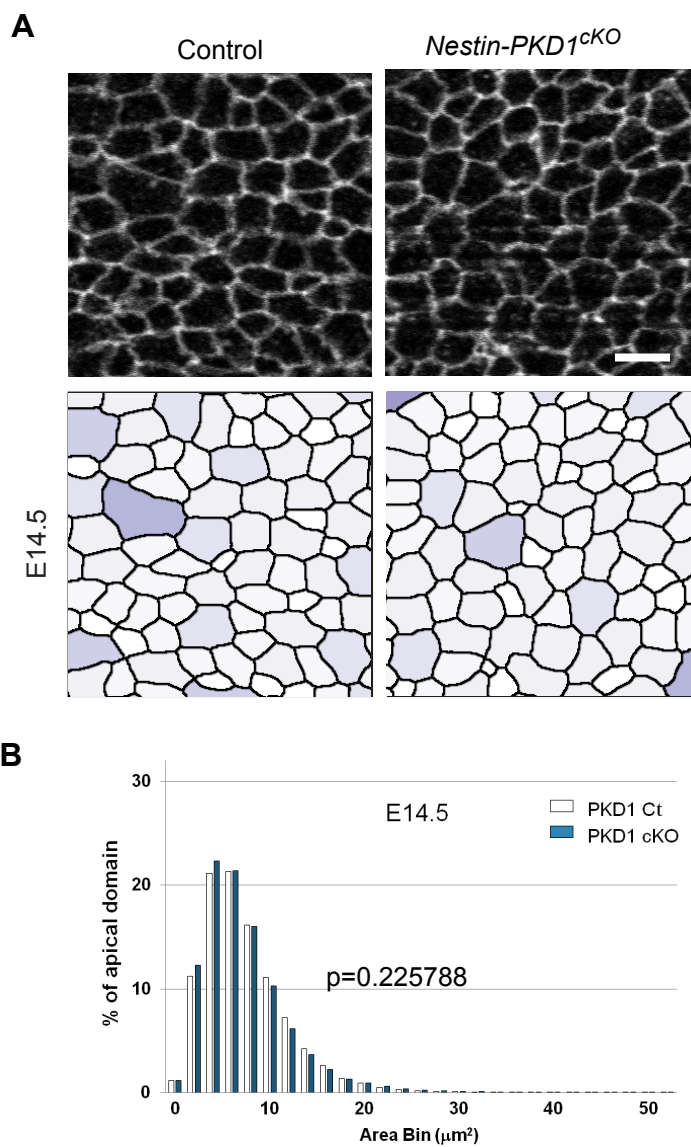 A
Control
Nestin-PKD1cKO
E14.5
B
30
20
10
0
% of apical domain
E14.5
PKD1 Ct
PKD1 cKO
p=0.225788
0 10 20 30 40 50
Area Bin (μm²)